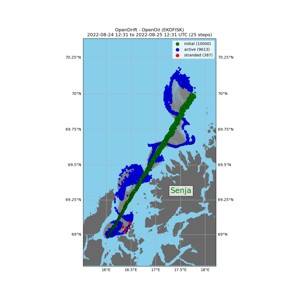 OpenDrift - OpenOil (EKOFISK)
2022-08-24 12:31 to 2022-08-25 12:31 UTC (25 steps)
initial (10000)
active (9613)
stranded (387)
70.25°N 70.25°N
70°N 70°N
69.75°N 69.75°N
69.5°N 69.5°N
Senja
69.25°N 69.25°N
69°N 69°N
16°E 16.5°E 17°E 17.5°E 18°E